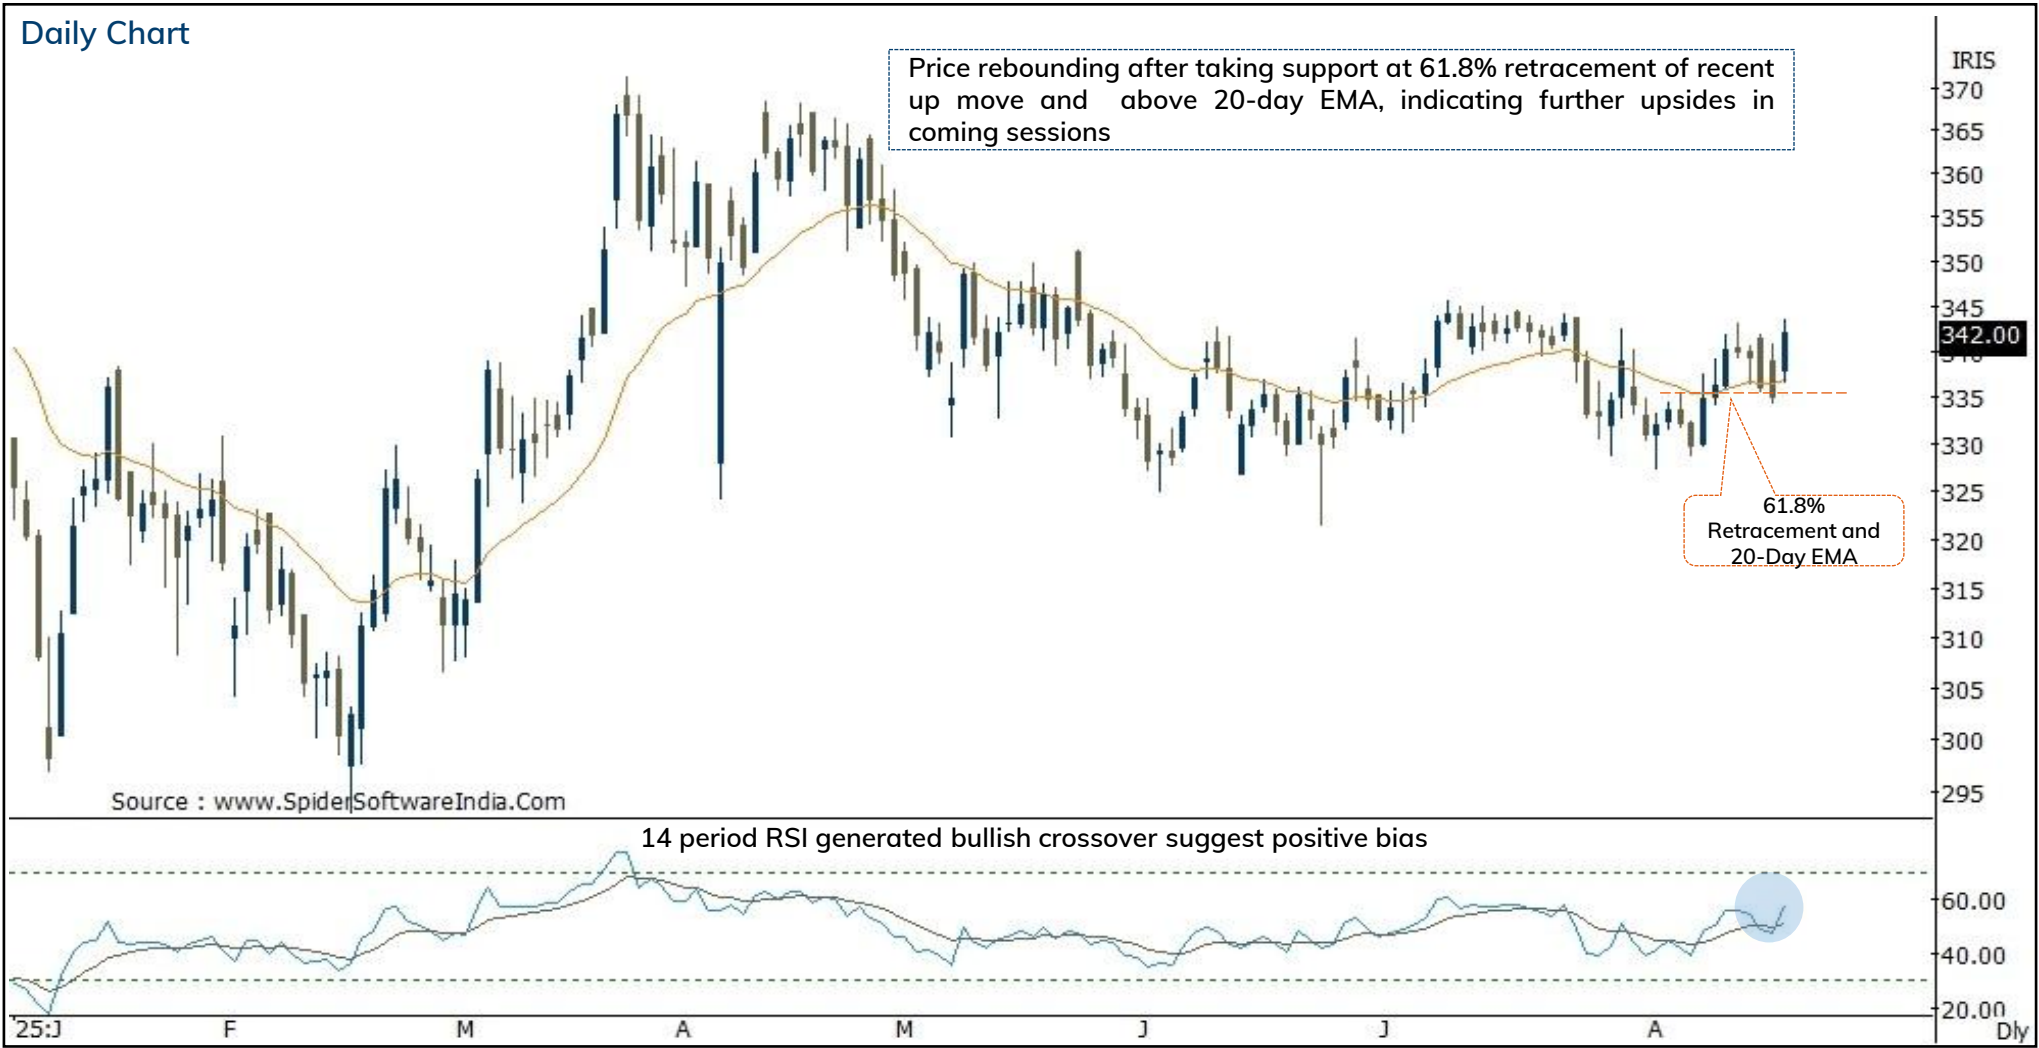 Daily Chart
Price rebounding after taking support at 61.8% retracement of recent
up move and above 20-day EMA, indicating further upsides in
coming sessions
IRIS
370
365
360
355
350
345
342.00
340
335
330
325
320
315
310
305
300
295
61.8%
Retracement and
20-Day EMA
Source : www.SpiderSoftwareIndia.Com
14 period RSI generated bullish crossover suggest positive bias
60.00
40.00
20.00
'25:J F M A M J J A Dly